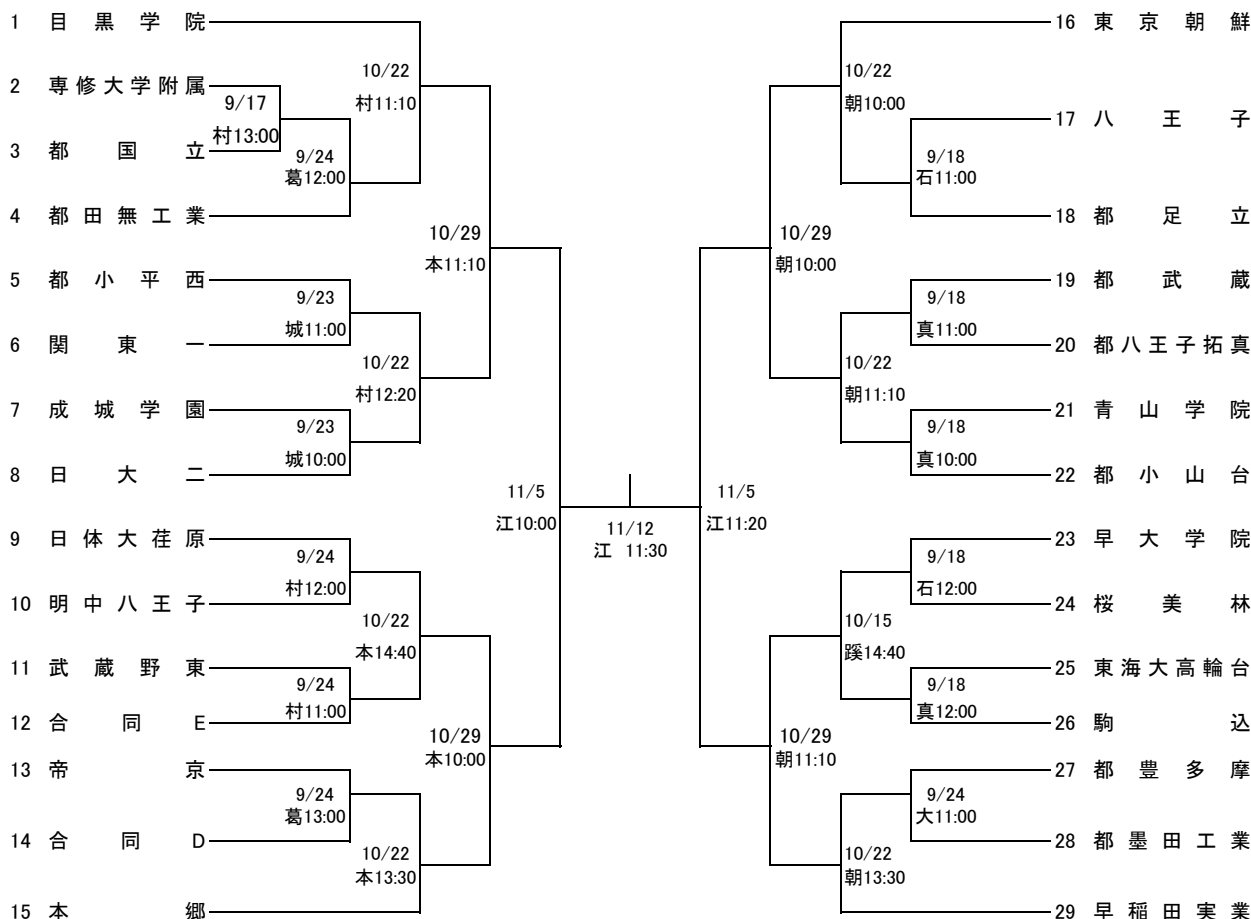 1 目黒学院
10/22
村11:10
2 専修大学附属
9/17
村13:00
3 都国立
9/24
葛12:00
4 都田無工業
10/29
本11:10
5 都小平西
9/23
城11:00
6 関東一
10/22
村12:20
7 成城学園
9/23
城10:00
8 日大二
11/5
江10:00
9 日体大荏原
9/24
村12:00
10 明中八王子
10/22
本14:40
11 武蔵野東
9/24
村11:00
12 合同E
10/29
本10:00
13 帝京
9/24
葛13:00
14 合同D
10/22
本13:30
15 本郷
11/12
江 11:30
16 東京朝鮮
10/22
朝10:00
17 八王子
9/18
石11:00
18 都足立
10/29
朝10:00
19 都武蔵
9/18
真11:00
20 都八王子拓真
10/22
朝11:10
21 青山学院
9/18
真10:00
22 都小山台
11/5
江11:20
23 早大学院
9/18
石12:00
24 桜美林
10/15
蹊14:40
25 東海大高輪台
9/18
真12:00
26 駒込
10/29
朝11:10
27 都豊多摩
9/24
大11:00
28 都墨田工業
10/22
朝13:30
29 早稲田実業